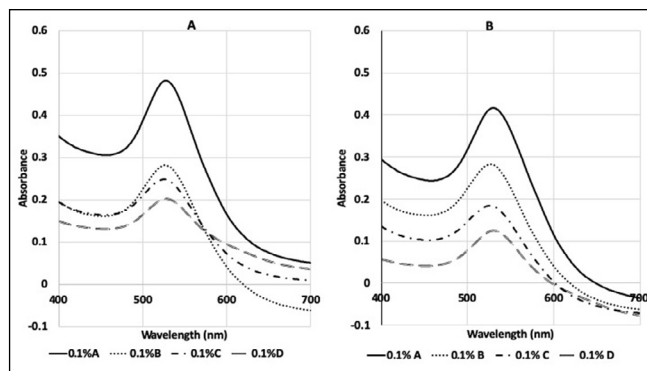 A
0.6
0.5
0.4
0.3
0.2
0.1
0
-0.1
Absorbance
400
500
600
700
Wavelength (nm)
0.1%A
0.1%B
0.1%C
0.1%D
B
0.6
0.5
0.4
0.3
0.2
0.1
0
-0.1
Absorbance
400
500
600
700
Wavelength (nm)
0.1% A
0.1% B
0.1% C
0.1% D